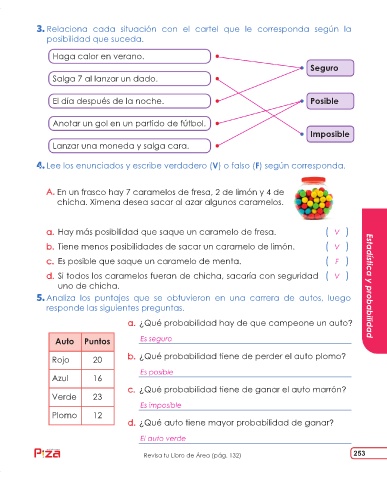 3. Relaciona cada situación con el cartel que le corresponda según la
posibilidad que suceda.
Haga calor en verano.
Seguro
Salga 7 al lanzar un dado.
El día después de la noche.
Posible
Anotar un gol en un partido de fútbol.
Imposible
Lanzar una moneda y salga cara.
4. Lee los enunciados y escribe verdadero (V) o falso (F) según corresponda.
A. En un frasco hay 7 caramelos de fresa, 2 de limón y 4 de
chicha. Ximena desea sacar al azar algunos caramelos.
a. Hay más posibilidad que saque un caramelo de fresa. ( V )
b. Tiene menos posibilidades de sacar un caramelo de limón. ( V )
c. Es posible que saque un caramelo de menta. ( F )
d. Si todos los caramelos fueran de chicha, sacaría con seguridad ( V )
uno de chicha.
Estadística y probabilidad
5. Analiza los puntajes que se obtuvieron en una carrera de autos, luego
responde las siguientes preguntas.
a. ¿Qué probabilidad hay de que campeone un auto?
Es seguro
Auto Puntos
Rojo 20
Azul 16
Verde 23
Plomo 12
b. ¿Qué probabilidad tiene de perder el auto plomo?
Es posible
c. ¿Qué probabilidad tiene de ganar el auto marrón?
Es imposible
d. ¿Qué auto tiene mayor probabilidad de ganar?
El auto verde
Pizza
Revisa tu Libro de Área (pág. 132)
253